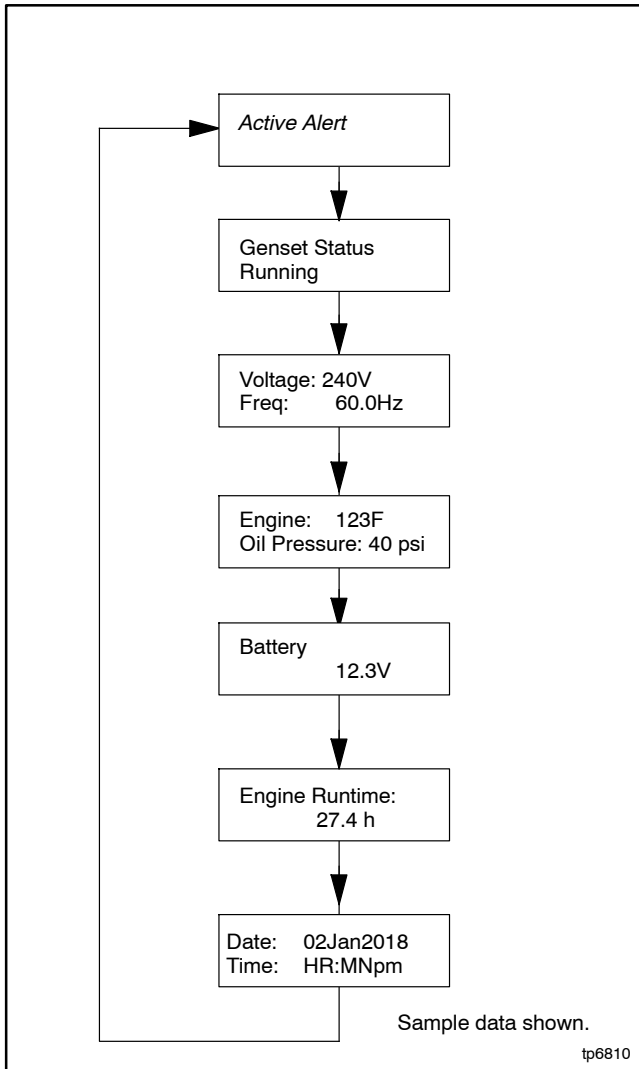 Active Alert
Genset Status
Running
Voltage: 240V
Freq: 60.0Hz
Engine: 123F
Oil Pressure: 40 psi
Battery
12.3V
Engine Runtime:
27.4 h
Date: 02Jan2018
Time: HR:MNpm
Sample data shown.
tp6810